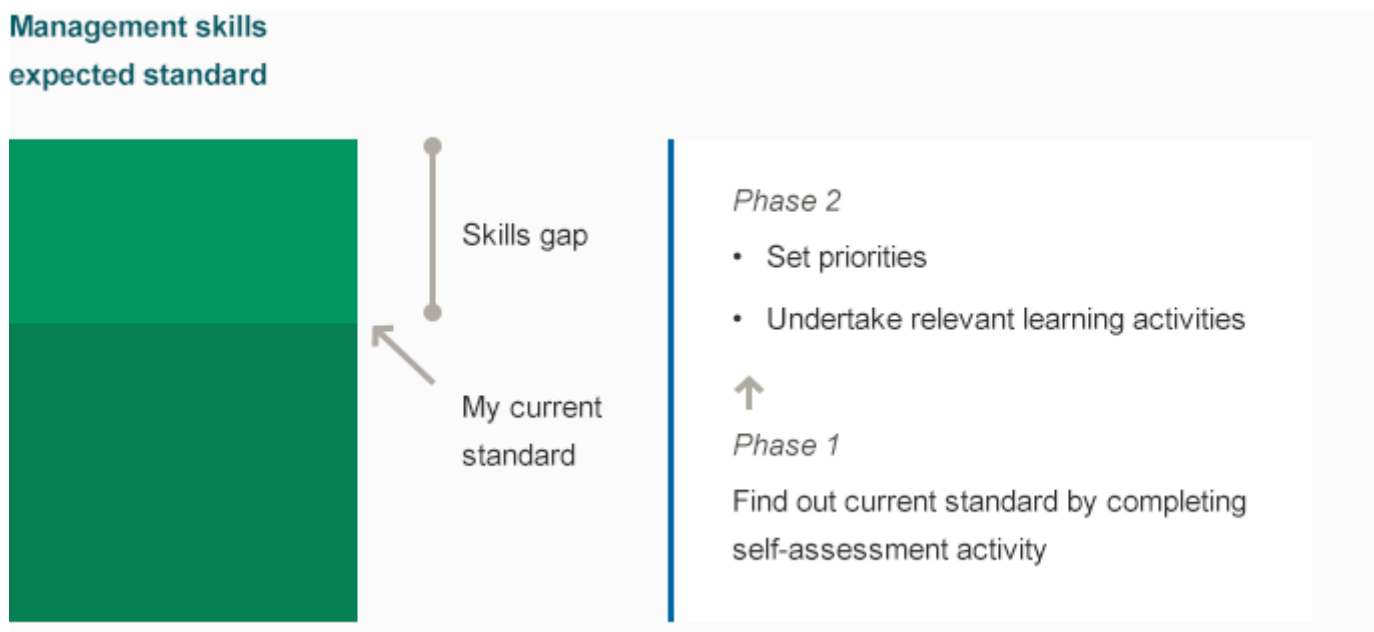 Management skills
expected standard
Skills gap
My current
standard
Phase 2
• Set priorities
• Undertake relevant learning activities
Phase 1
Find out current standard by completing
self-assessment activity